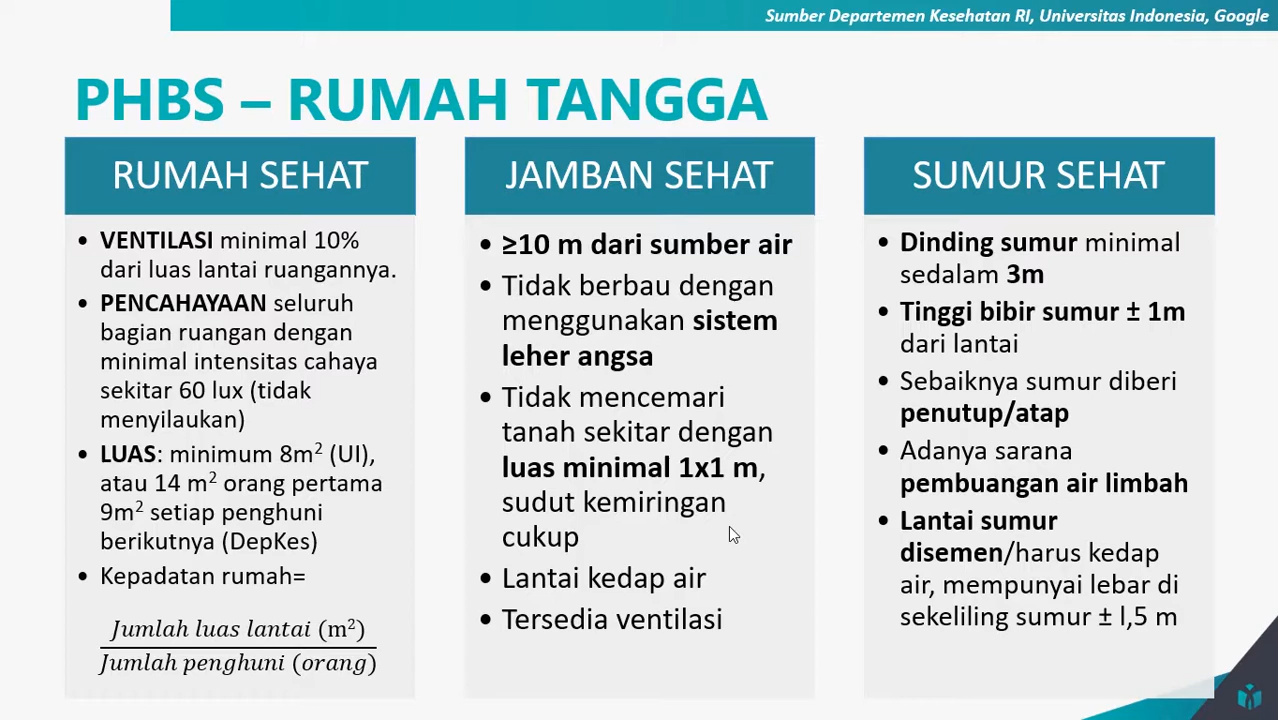 Sumber Departemen Kesehatan RI, Universitas Indonesia, Google
PHBS – RUMAH TANGGA
RUMAH SEHAT
• VENTILASI minimal 10%
dari luas lantai ruangannya.
• PENCAHAYAAN seluruh
bagian ruangan dengan
minimal intensitas cahaya
sekitar 60 lux (tidak
menyilaukan)
• LUAS: minimum 8m² (UI),
atau 14 m² orang pertama
9m² setiap penghuni
berikutnya (DepKes)
• Kepadatan rumah=
Jumlah luas lantai (m²)
Jumlah penghuni (orang)
JAMBAN SEHAT
• ≥10 m dari sumber air
• Tidak berbau dengan
menggunakan sistem
leher angsa
• Tidak mencemari
tanah sekitar dengan
luas minimal 1x1 m,
sudut kemiringan
cukup
• Lantai kedap air
• Tersedia ventilasi
SUMUR SEHAT
• Dinding sumur minimal
sedalam 3m
• Tinggi bibir sumur ± 1m
dari lantai
• Sebaiknya sumur diberi
penutup/atap
• Adanya sarana
pembuangan air limbah
• Lantai sumur
disemen/harus kedap
air, mempunyai lebar di
sekeliling sumur ± l,5 m